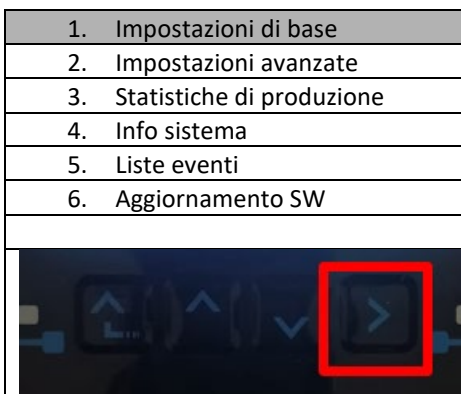 1. Impostazioni di base
2. Impostazioni avanzate
3. Statistiche di produzione
4. Info sistema
5. Liste eventi
6. Aggiornamento SW